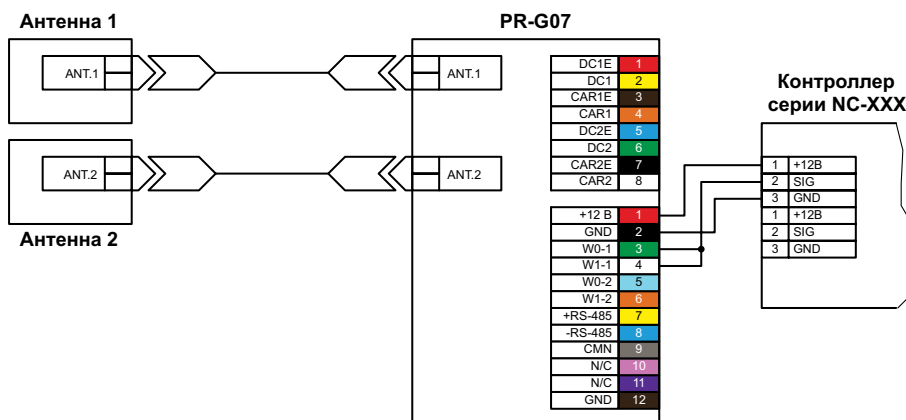 Антенна 1
ANT.1
ANT.2
Антенна 2
PR-G07
ANT.1
ANT.2
DC1E 1
DC1 2
CAR1E 3
CAR1 4
DC2E 5
DC2 6
CAR2E 7
CAR2 8
+12 В 1
GND 2
W0-1 3
W1-1 4
W0-2 5
W1-2 6
+RS-485 7
-RS-485 8
CMN 9
N/C 10
N/C 11
GND 12
Контроллер
серии NC-XXX
1 +12В
2 SIG
3 GND
1 +12В
2 SIG
3 GND